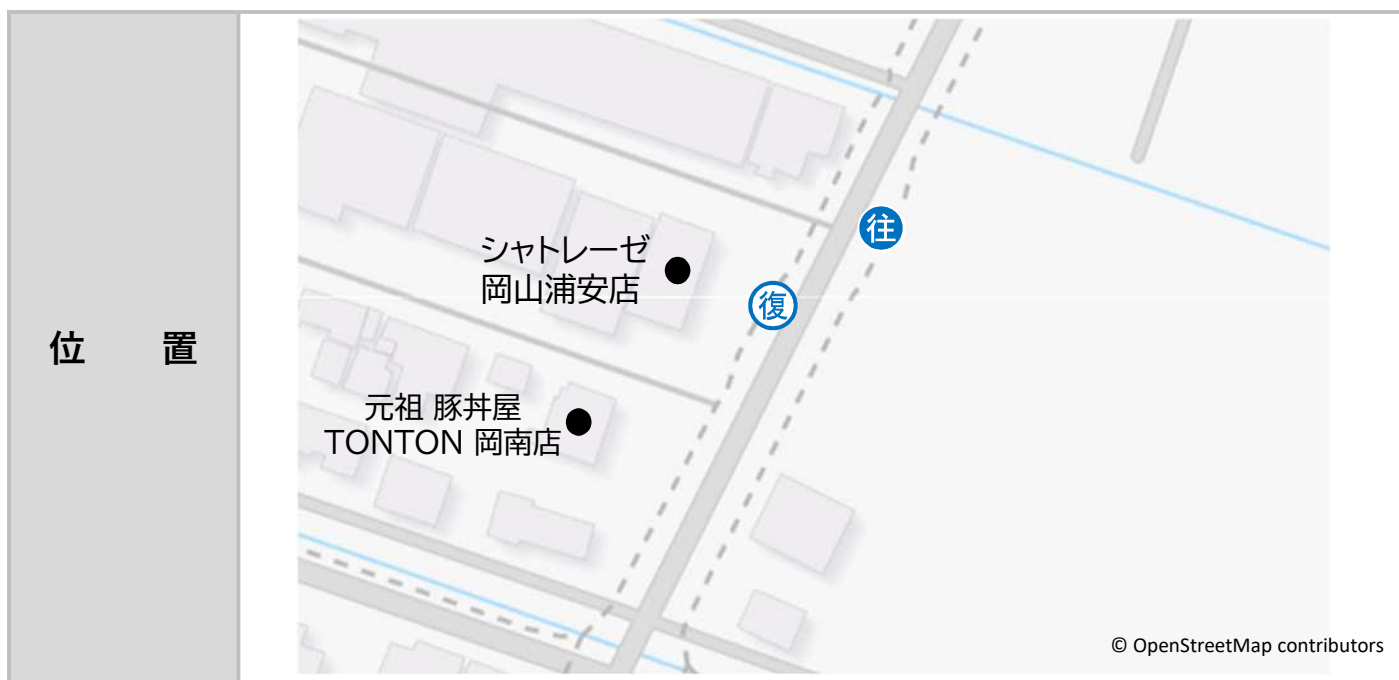 位 置
往
シャトレーゼ
岡山浦安店
復
元祖 豚丼屋
TONTON 岡南店
© OpenStreetMap contributors